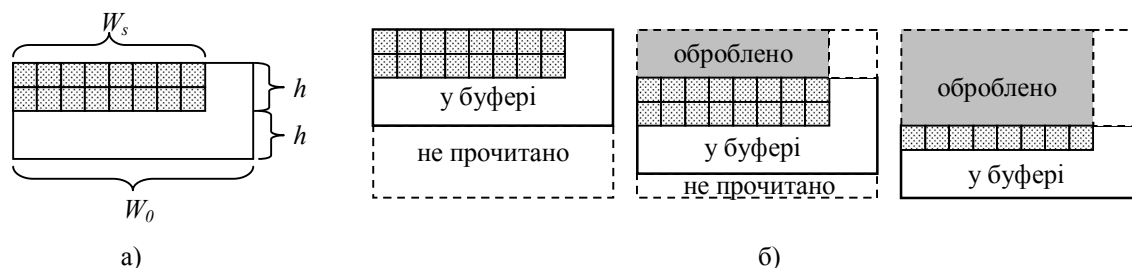 W_s
h
h
W_0
а)
у буфері
не прочитано
оброблено
у буфері
не прочитано
оброблено
у буфері
б)